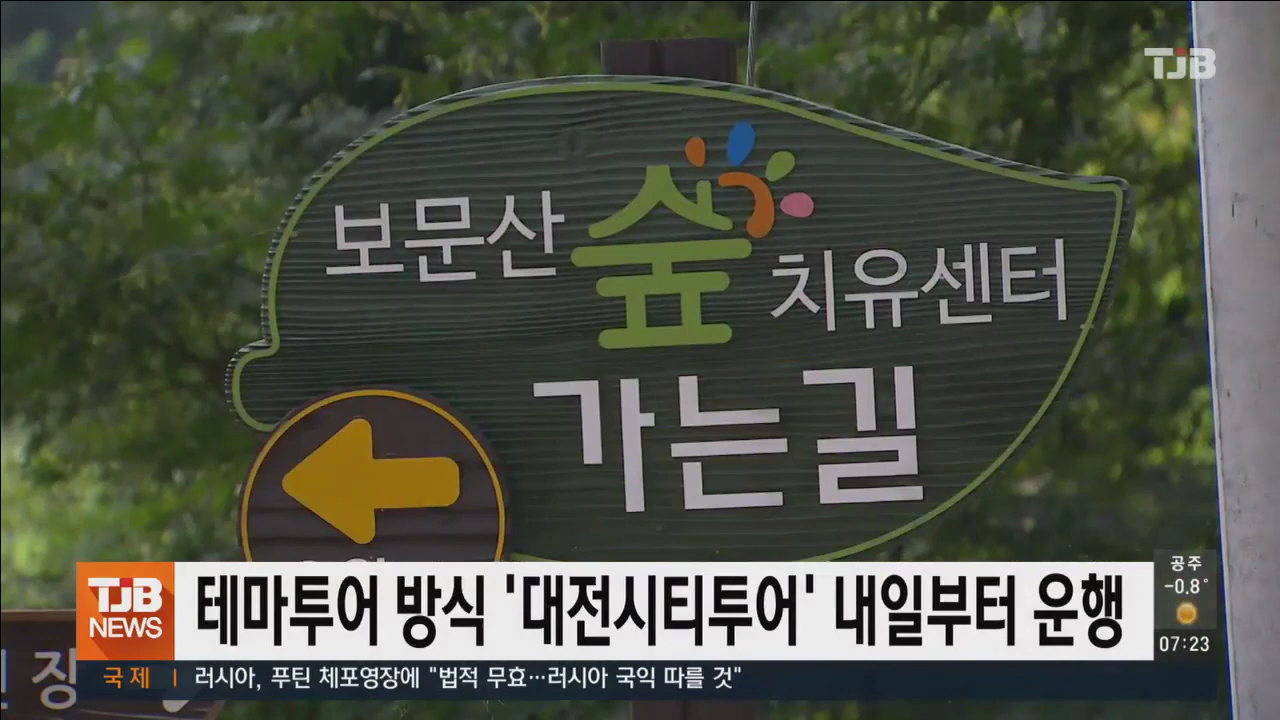 TJB
보문산 숲 치유센터
가는길
TJB
NEWS
테마투어 방식 '대전시티투어' 내일부터 운행
공주
-0.8°
07:23
국제 | 러시아, 푸틴 체포영장에 "법적 무효…러시아 국익 따를 것"